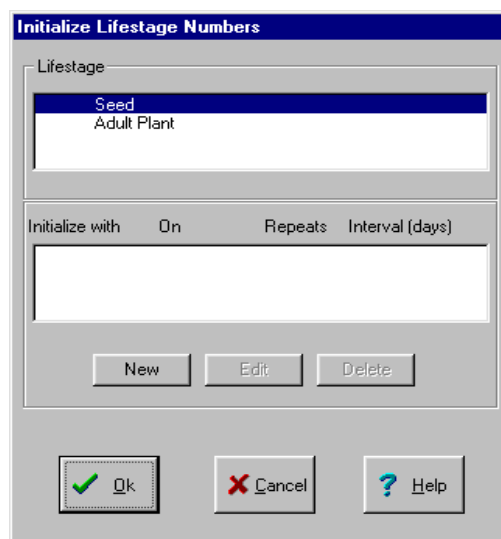 Initialize Lifestage Numbers
Lifestage
Seed
Adult Plant
Initialize with On Repeats Interval (days)
New Edit Delete
Ok Cancel Help